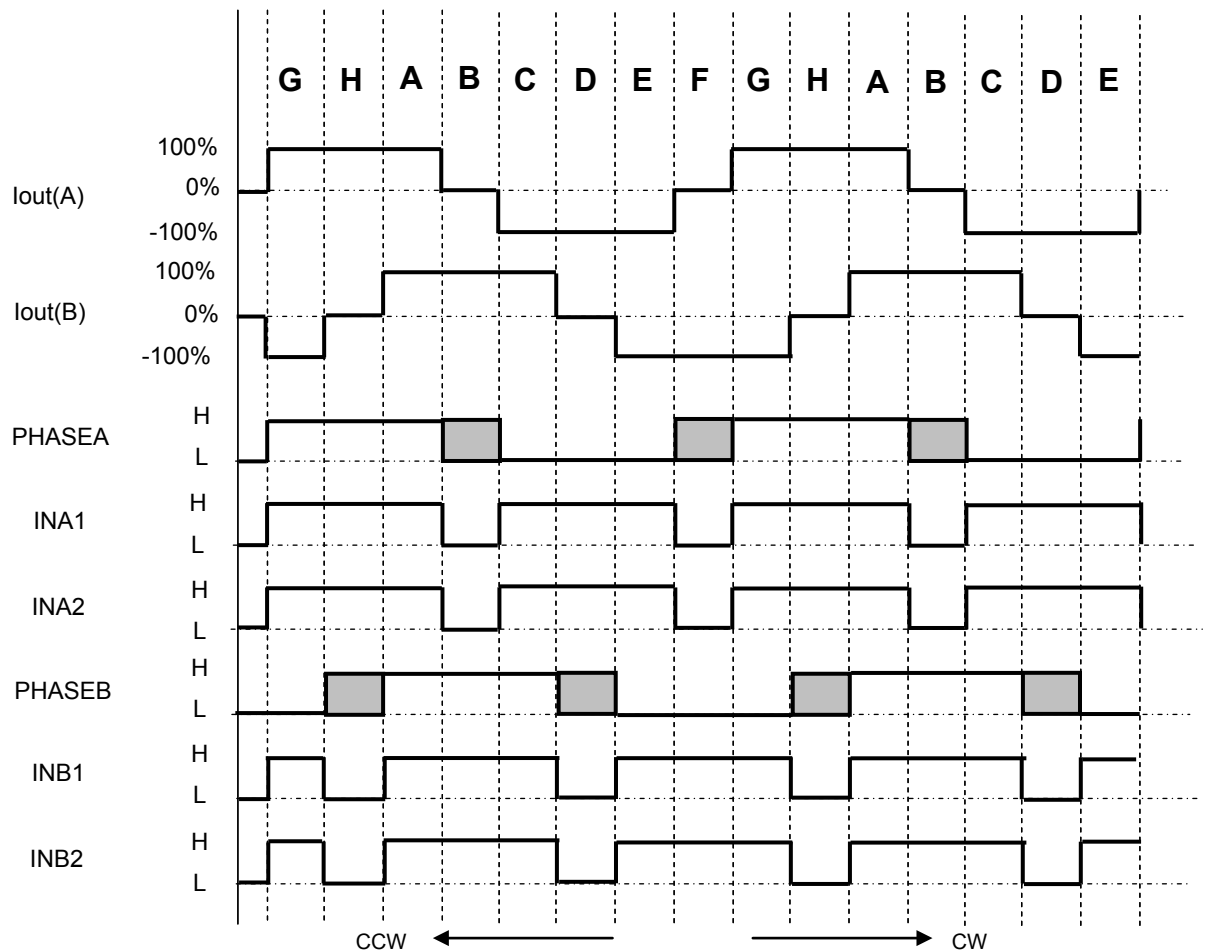 G H A B C D E F G H A B C D E
100%
Iout(A) 0%
-100%
100%
Iout(B) 0%
-100%
H
PHASEA
L
H
INA1
L
H
INA2
L
H
PHASEB
L
H
INB1
L
H
INB2
L
CCW CW